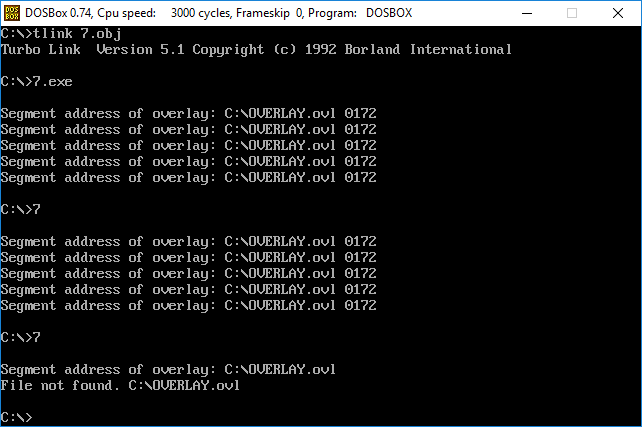 DOSBox 0.74, Cpu speed:    3000 cycles, Frameskip  0, Program:   DOSBOX
C:\>tlink 7.obj
Turbo Link  Version 5.1 Copyright (c) 1992 Borland International
C:\>7.exe
Segment address of overlay: C:\OVERLAY.ovl 0172
Segment address of overlay: C:\OVERLAY.ovl 0172
Segment address of overlay: C:\OVERLAY.ovl 0172
Segment address of overlay: C:\OVERLAY.ovl 0172
Segment address of overlay: C:\OVERLAY.ovl 0172
C:\>7
Segment address of overlay: C:\OVERLAY.ovl 0172
Segment address of overlay: C:\OVERLAY.ovl 0172
Segment address of overlay: C:\OVERLAY.ovl 0172
Segment address of overlay: C:\OVERLAY.ovl 0172
Segment address of overlay: C:\OVERLAY.ovl 0172
C:\>7
Segment address of overlay: C:\OVERLAY.ovl
File not found. C:\OVERLAY.ovl
C:\>